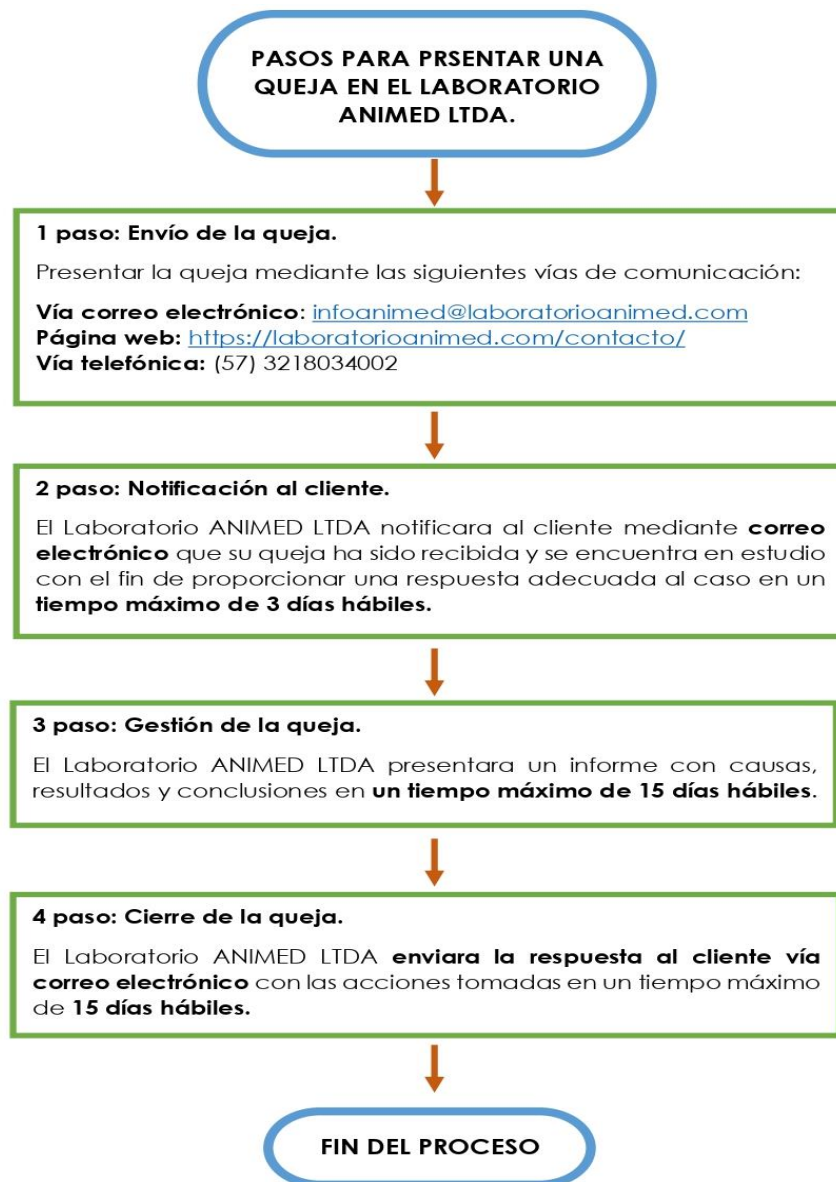 PASOS PARA PRSENTAR UNA
QUEJA EN EL LABORATORIO
ANIMED LTDA.
1 paso: Envío de la queja.
Presentar la queja mediante las siguientes vías de comunicación:
Vía correo electrónico: infoanimed@laboratorioanimed.com
Página web: https://laboratorioanimed.com/contacto/
Vía telefónica: (57) 3218034002
2 paso: Notificación al cliente.
El Laboratorio ANIMED LTDA notificara al cliente mediante correo
electrónico que su queja ha sido recibida y se encuentra en estudio
con el fin de proporcionar una respuesta adecuada al caso en un
tiempo máximo de 3 días hábiles.
3 paso: Gestión de la queja.
El Laboratorio ANIMED LTDA presentara un informe con causas,
resultados y conclusiones en un tiempo máximo de 15 días hábiles.
4 paso: Cierre de la queja.
El Laboratorio ANIMED LTDA enviara la respuesta al cliente vía
correo electrónico con las acciones tomadas en un tiempo máximo
de 15 días hábiles.
FIN DEL PROCESO